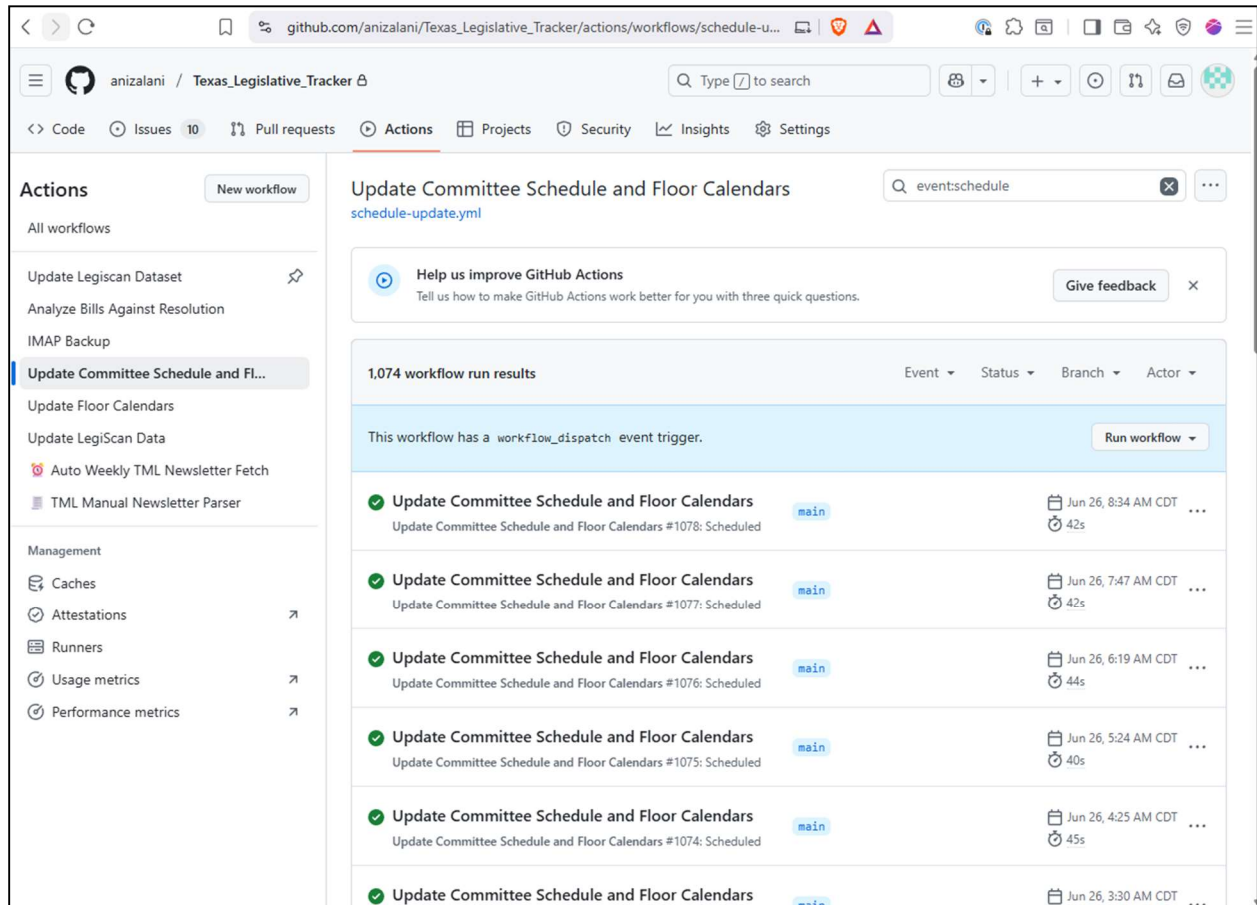 github.com/anizalani/Texas_Legislative_Tracker/actions/workflows/schedule-u...
anizalani / Texas_Legislative_Tracker
Type / to search
Code
Issues 10
Pull requests
Actions
Projects
Security
Insights
Settings
Actions
New workflow
All workflows
Update Legiscan Dataset
Analyze Bills Against Resolution
IMAP Backup
Update Committee Schedule and Fl...
Update Floor Calendars
Update LegiScan Data
Auto Weekly TML Newsletter Fetch
TML Manual Newsletter Parser
Management
Caches
Attestations
Runners
Usage metrics
Performance metrics
Update Committee Schedule and Floor Calendars
schedule-update.yml
event:schedule
Help us improve GitHub Actions
Tell us how to make GitHub Actions work better for you with three quick questions.
Give feedback
1,074 workflow run results
Event
Status
Branch
Actor
This workflow has a workflow_dispatch event trigger.
Run workflow
Update Committee Schedule and Floor Calendars
Update Committee Schedule and Floor Calendars #1078: Scheduled
main
Jun 26, 8:34 AM CDT
42s
Update Committee Schedule and Floor Calendars
Update Committee Schedule and Floor Calendars #1077: Scheduled
main
Jun 26, 7:47 AM CDT
42s
Update Committee Schedule and Floor Calendars
Update Committee Schedule and Floor Calendars #1076: Scheduled
main
Jun 26, 6:19 AM CDT
44s
Update Committee Schedule and Floor Calendars
Update Committee Schedule and Floor Calendars #1075: Scheduled
main
Jun 26, 5:24 AM CDT
40s
Update Committee Schedule and Floor Calendars
Update Committee Schedule and Floor Calendars #1074: Scheduled
main
Jun 26, 4:25 AM CDT
45s
Update Committee Schedule and Floor Calendars
main
Jun 26, 3:30 AM CDT